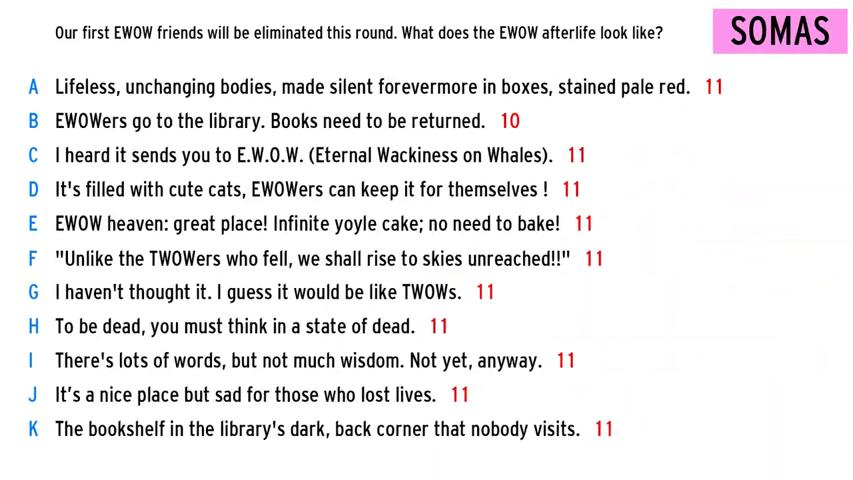 Our first EWOW friends will be eliminated this round. What does the EWOW afterlife look like?
SOMAS
A Lifeless, unchanging bodies, made silent forevermore in boxes, stained pale red. 11
B EWOWers go to the library. Books need to be returned. 10
C I heard it sends you to E.W.O.W. (Eternal Wackiness on Whales). 11
D It's filled with cute cats, EWOWers can keep it for themselves ! 11
E EWOW heaven: great place! Infinite yoyle cake; no need to bake! 11
F "Unlike the TWOWers who fell, we shall rise to skies unreached!!" 11
G I haven't thought it. I guess it would be like TWOWs. 11
H To be dead, you must think in a state of dead. 11
I There's lots of words, but not much wisdom. Not yet, anyway. 11
J It’s a nice place but sad for those who lost lives. 11
K The bookshelf in the library's dark, back corner that nobody visits. 11